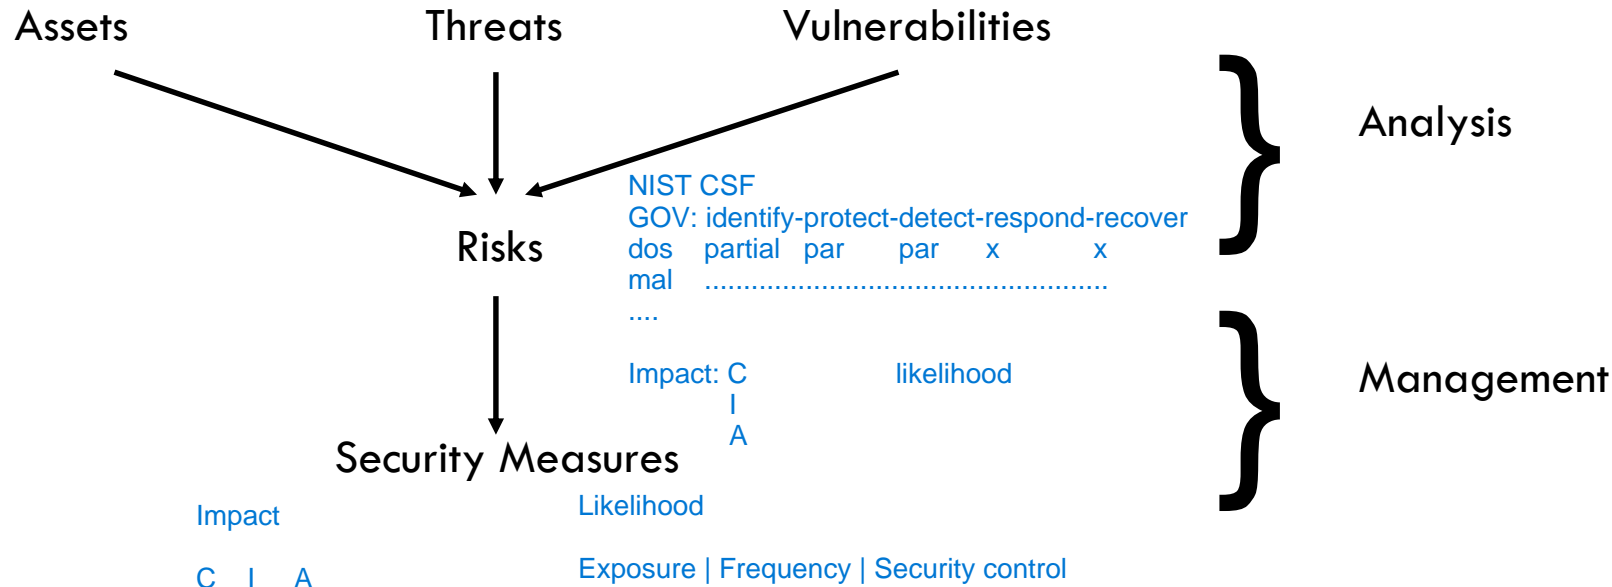 Assets Threats Vulnerabilities
Analysis
NIST CSF
GOV: identify-protect-detect-respond-recover
Risks
dos partial par par x x
mal ....................................................
....
Impact: C likelihood
I
A
Management
Security Measures
Impact
Likelihood
C I A
Exposure | Frequency | Security control